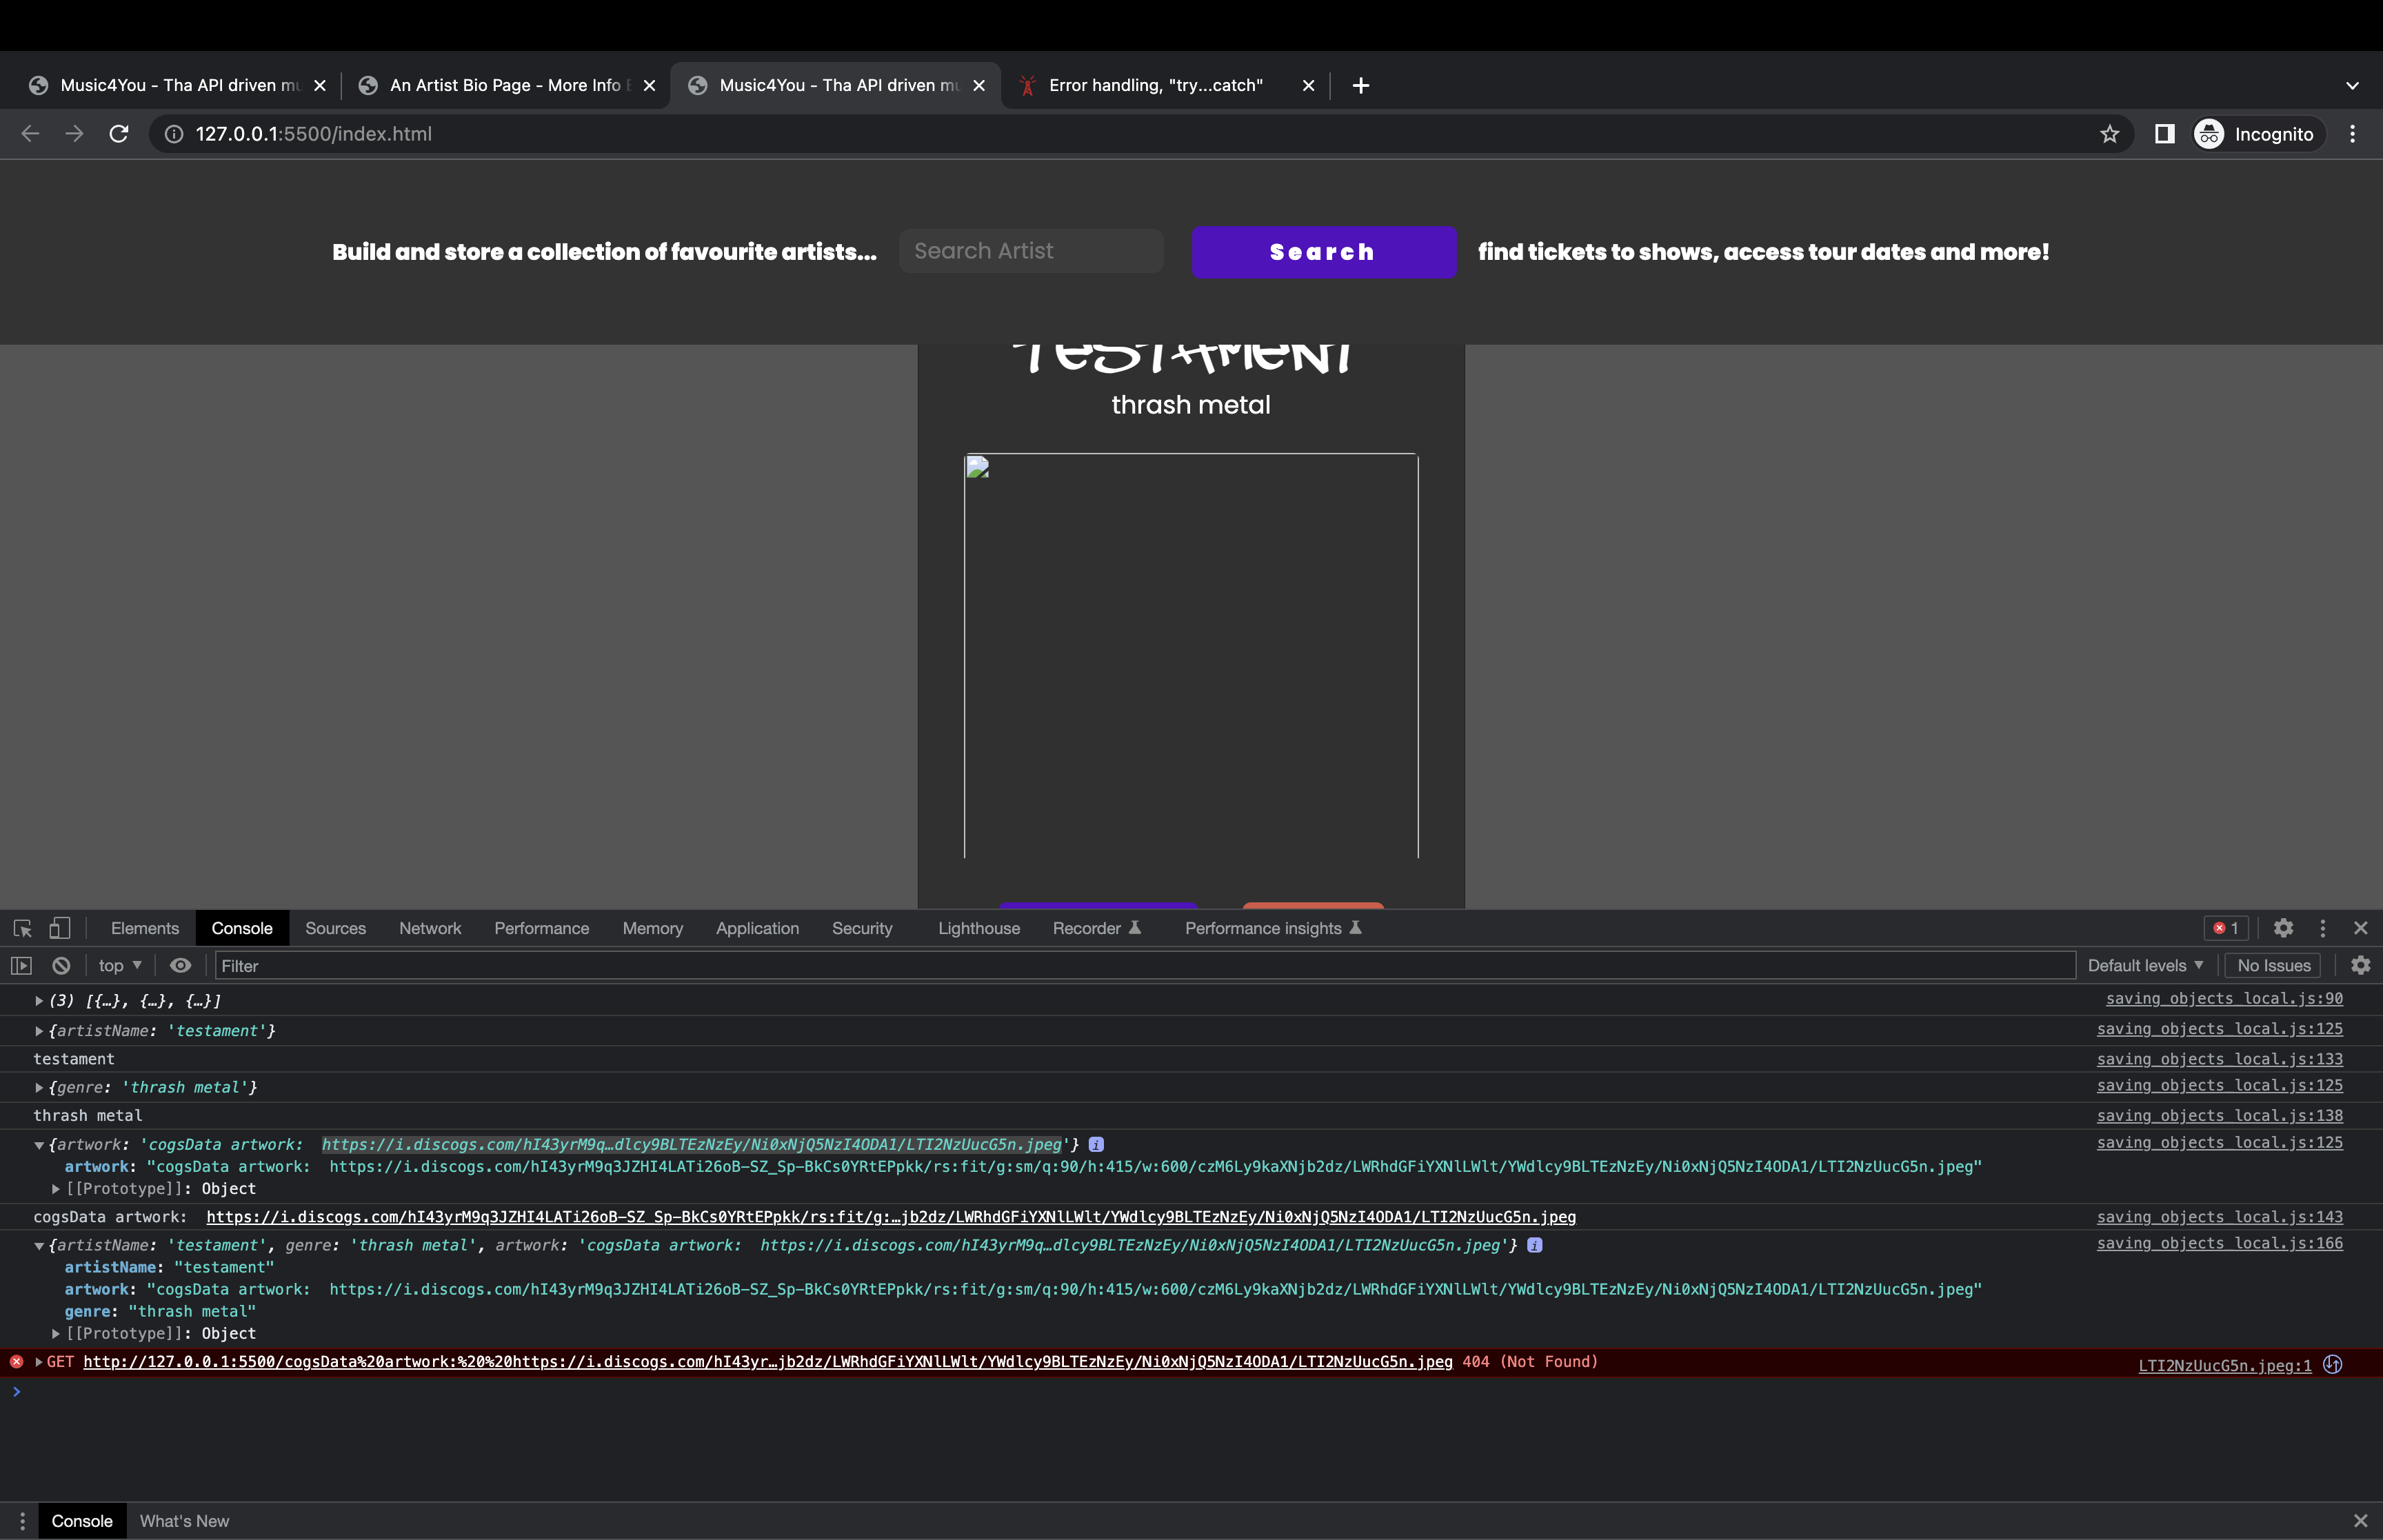 Music4You - Tha API driven mu
An Artist Bio Page - More Info E
Music4You - Tha API driven mu
Error handling, "try...catch"
127.0.0.1:5500/index.html
Incognito
Build and store a collection of favourite artists...
Search Artist
Search
find tickets to shows, access tour dates and more!
TESTAMENT
thrash metal
Elements Console Sources Network Performance Memory Application Security Lighthouse Recorder Performance insights 1
top Filter Default levels No Issues
(3) [{…}, {…}, {…}] saving_objects_local.js:90
{artistName: 'testament'} saving_objects_local.js:125
testament saving_objects_local.js:133
{genre: 'thrash metal'} saving_objects_local.js:125
thrash metal saving_objects_local.js:138
{artwork: 'cogsData artwork:  https://i.discogs.com/hI43yrM9q…dlcy9BLTEzNzEy/Ni0xNjQ5NzI4ODA1/LTI2NzUucG5n.jpeg'} i saving_objects_local.js:125
artwork: "cogsData artwork:  https://i.discogs.com/hI43yrM9q3JZHI4LATi26oB-SZ_Sp-BkCs0YRtEPpkk/rs:fit/g:sm/q:90/h:415/w:600/czM6Ly9kaXNjb2dz/LWRhdGFiYXNlLWlt/YWdlcy9BLTEzNzEy/Ni0xNjQ5NzI4ODA1/LTI2NzUucG5n.jpeg"
[[Prototype]]: Object
cogsData artwork:  https://i.discogs.com/hI43yrM9q3JZHI4LATi26oB-SZ_Sp-BkCs0YRtEPpkk/rs:fit/g:…jb2dz/LWRhdGFiYXNlLWlt/YWdlcy9BLTEzNzEy/Ni0xNjQ5NzI4ODA1/LTI2NzUucG5n.jpeg saving_objects_local.js:143
{artistName: 'testament', genre: 'thrash metal', artwork: 'cogsData artwork:  https://i.discogs.com/hI43yrM9q…dlcy9BLTEzNzEy/Ni0xNjQ5NzI4ODA1/LTI2NzUucG5n.jpeg'} i saving_objects_local.js:166
artistName: "testament"
artwork: "cogsData artwork:  https://i.discogs.com/hI43yrM9q3JZHI4LATi26oB-SZ_Sp-BkCs0YRtEPpkk/rs:fit/g:sm/q:90/h:415/w:600/czM6Ly9kaXNjb2dz/LWRhdGFiYXNlLWlt/YWdlcy9BLTEzNzEy/Ni0xNjQ5NzI4ODA1/LTI2NzUucG5n.jpeg"
genre: "thrash metal"
[[Prototype]]: Object
GET http://127.0.0.1:5500/cogsData%20artwork:%20%20https://i.discogs.com/hI43yr…jb2dz/LWRhdGFiYXNlLWlt/YWdlcy9BLTEzNzEy/Ni0xNjQ5NzI4ODA1/LTI2NzUucG5n.jpeg 404 (Not Found) LTI2NzUucG5n.jpeg:1
Console What's New